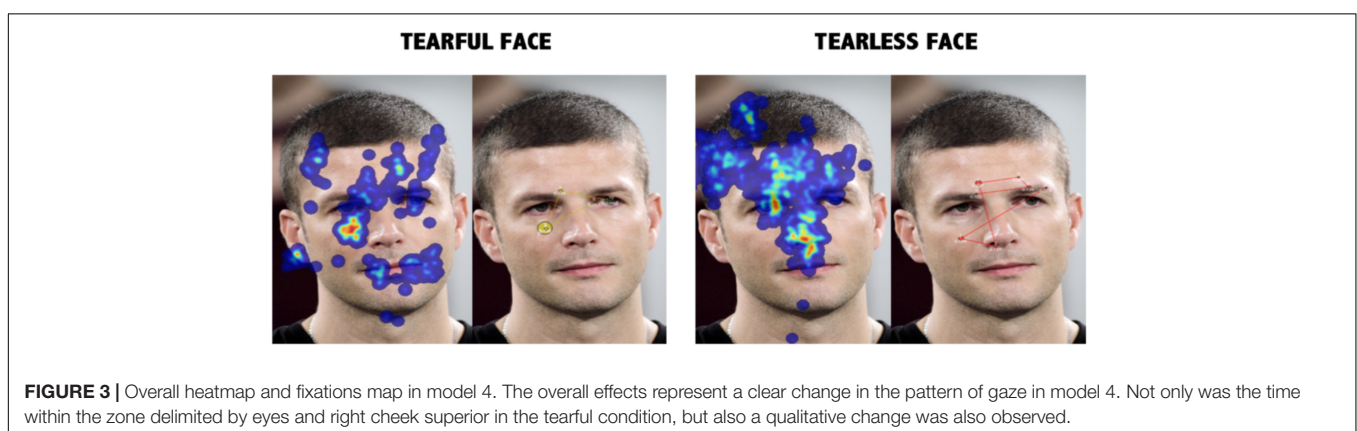 TEARFUL FACE
TEARLESS FACE
FIGURE 3 | Overall heatmap and fixations map in model 4. The overall effects represent a clear change in the pattern of gaze in model 4. Not only was the time
within the zone delimited by eyes and right cheek superior in the tearful condition, but also a qualitative change was also observed.